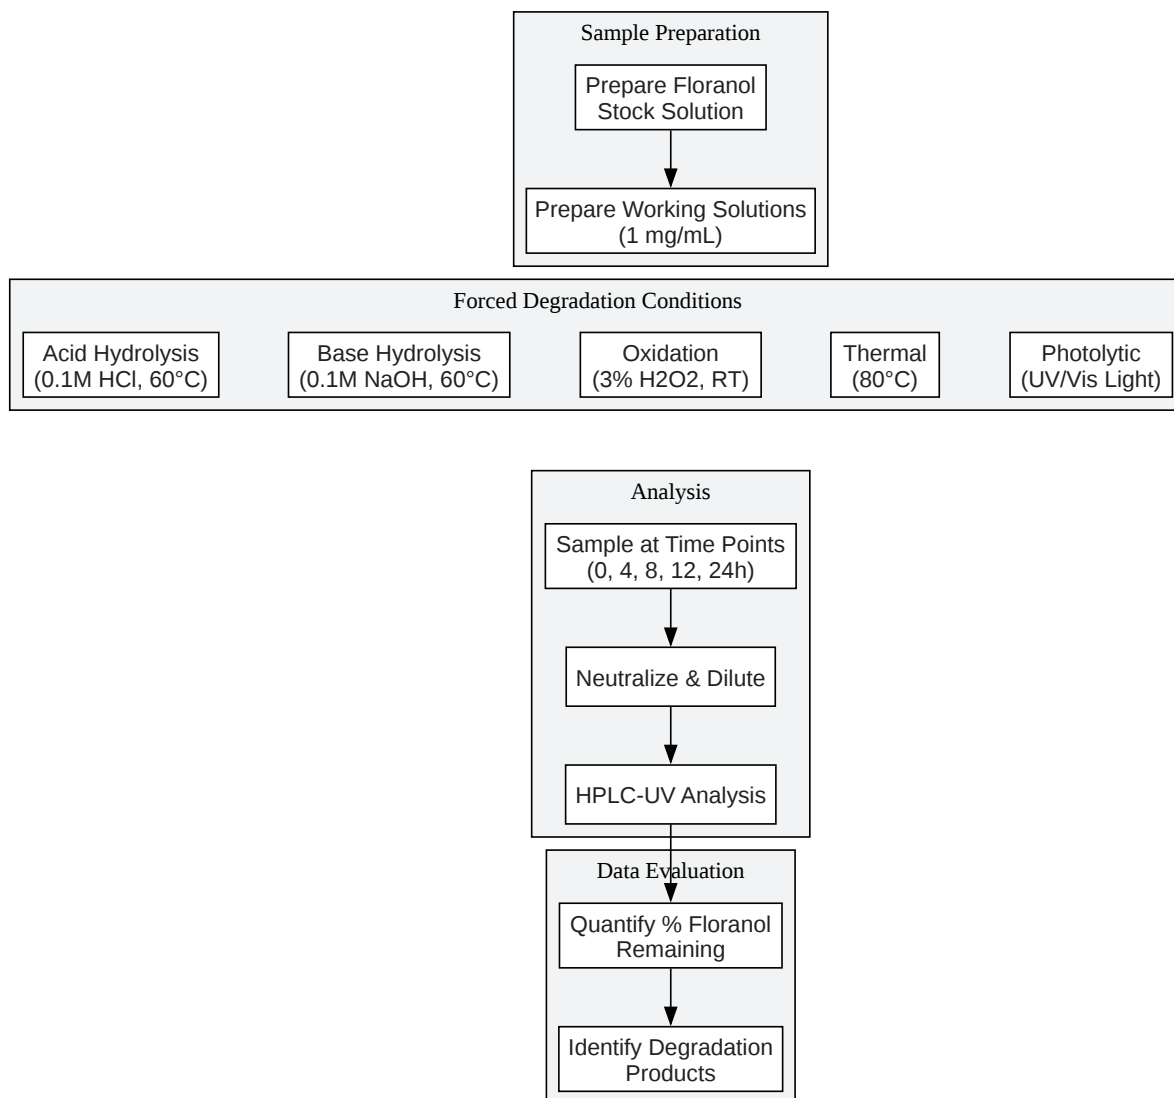 Sample Preparation
Prepare Floranol
Stock Solution
Prepare Working Solutions
(1 mg/mL)
Forced Degradation Conditions
Acid Hydrolysis
(0.1M HCl, 60°C)
Base Hydrolysis
(0.1M NaOH, 60°C)
Oxidation
(3% H2O2, RT)
Thermal
(80°C)
Photolytic
(UV/Vis Light)
Analysis
Sample at Time Points
(0, 4, 8, 12, 24h)
Neutralize & Dilute
HPLC-UV Analysis
Data Evaluation
Quantify % Floranol
Remaining
Identify Degradation
Products